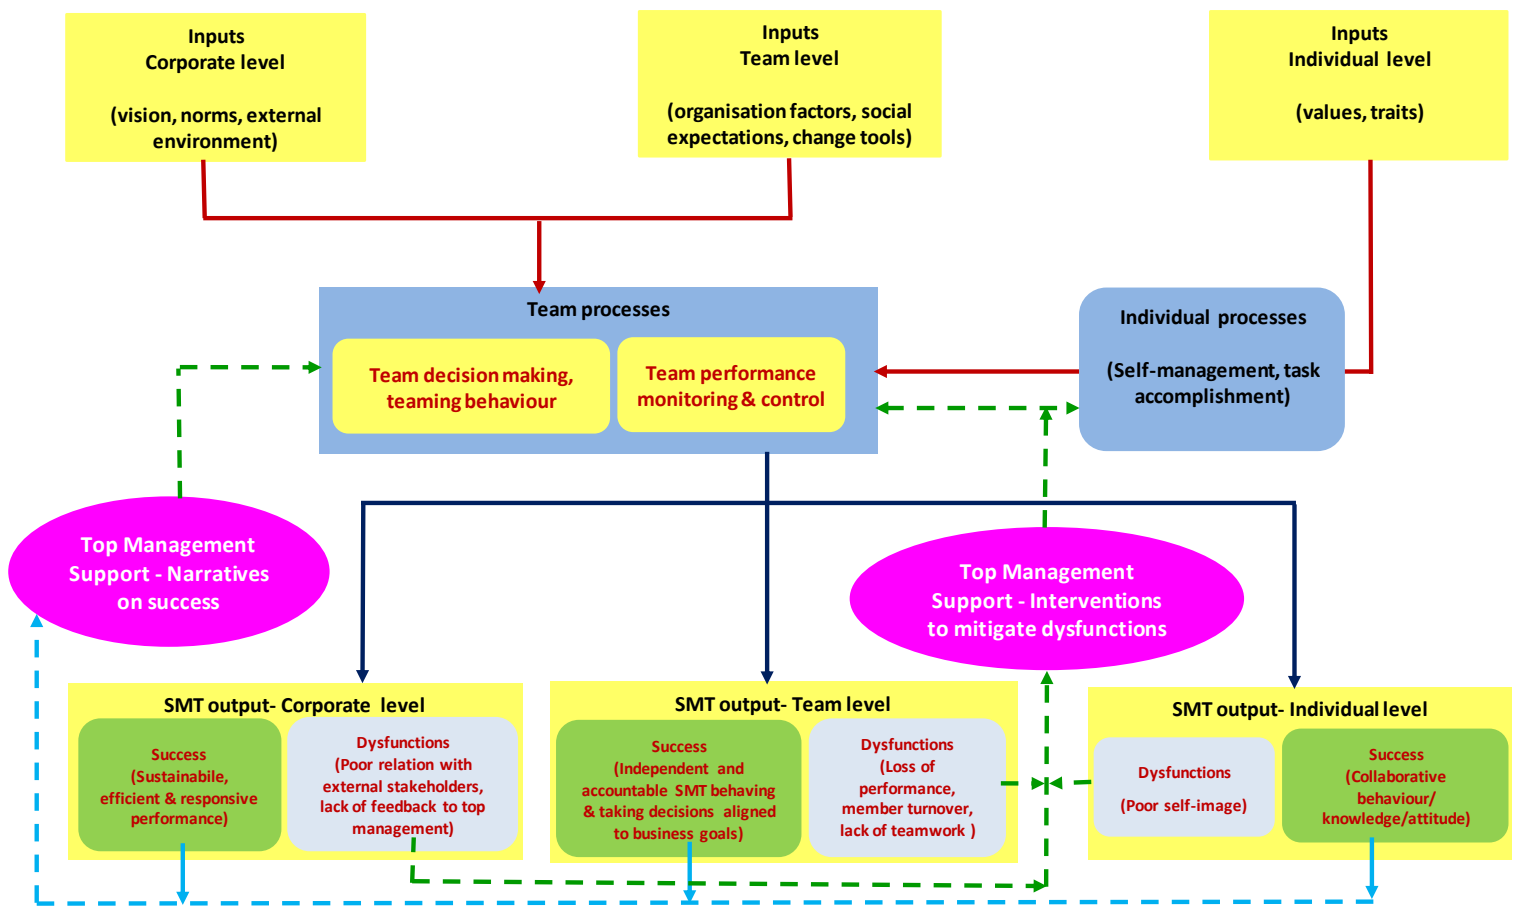 Inputs
Corporate level
(vision, norms, external
environment)
Inputs
Team level
(organisation factors, social
expectations, change tools)
Inputs
Individual level
(values, traits)
Team processes
Team decision making,
teaming behaviour
Team performance
monitoring & control
Individual processes
(Self-management, task
accomplishment)
Top Management
Support - Narratives
on success
Top Management
Support - Interventions
to mitigate dysfunctions
SMT output- Corporate level
Success
(Sustainabile,
efficient & responsive
performance)
Dysfunctions
(Poor relation with
external stakeholders,
lack of feedback to top
management)
SMT output- Team level
Success
(Independent and
accountable SMT behaving
& taking decisions aligned
to business goals)
Dysfunctions
(Loss of
performance,
member turnover,
lack of teamwork )
SMT output- Individual level
Dysfunctions
(Poor self-image)
Success
(Collaborative
behaviour/
knowledge/attitude)